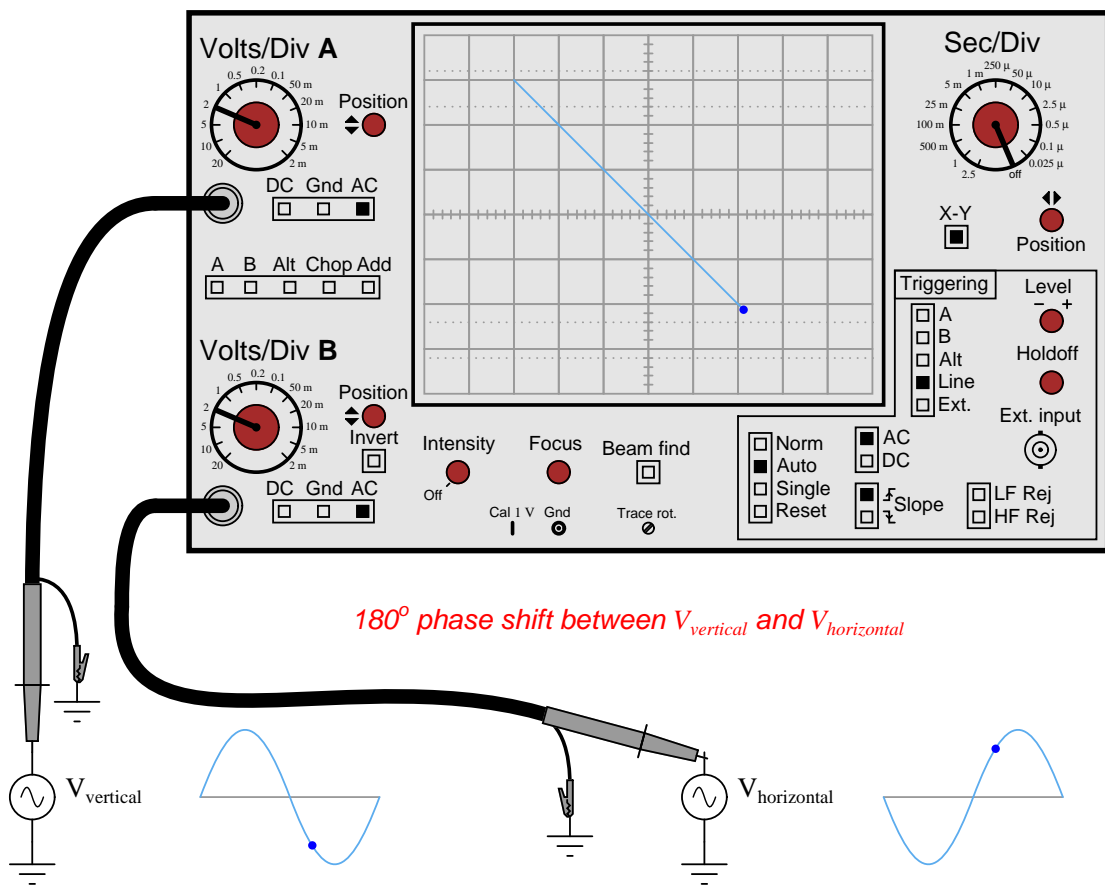 Volts/Div A
20 10 5 2 1 0.5 0.2 0.1 50 m 20 m 10 m 5 m 2 m
Position
DC Gnd AC
A B Alt Chop Add
Volts/Div B
20 10 5 2 1 0.5 0.2 0.1 50 m 20 m 10 m 5 m 2 m
Position
Invert
DC Gnd AC
Intensity
Off
Focus
Beam find
Cal 1 V Gnd
Trace rot.
Sec/Div
2.5 1 500 m 100 m 25 m 5 m 1 m 250 µ 50 µ 10 µ 2.5 µ 0.5 µ 0.1 µ 0.025 µ off
X-Y
Position
Triggering
A
B
Alt
Line
Ext.
Level
− +
Holdoff
Ext. input
Norm
Auto
Single
Reset
AC
DC
Slope
LF Rej
HF Rej
180° phase shift between Vvertical and Vhorizontal
Vvertical
Vhorizontal